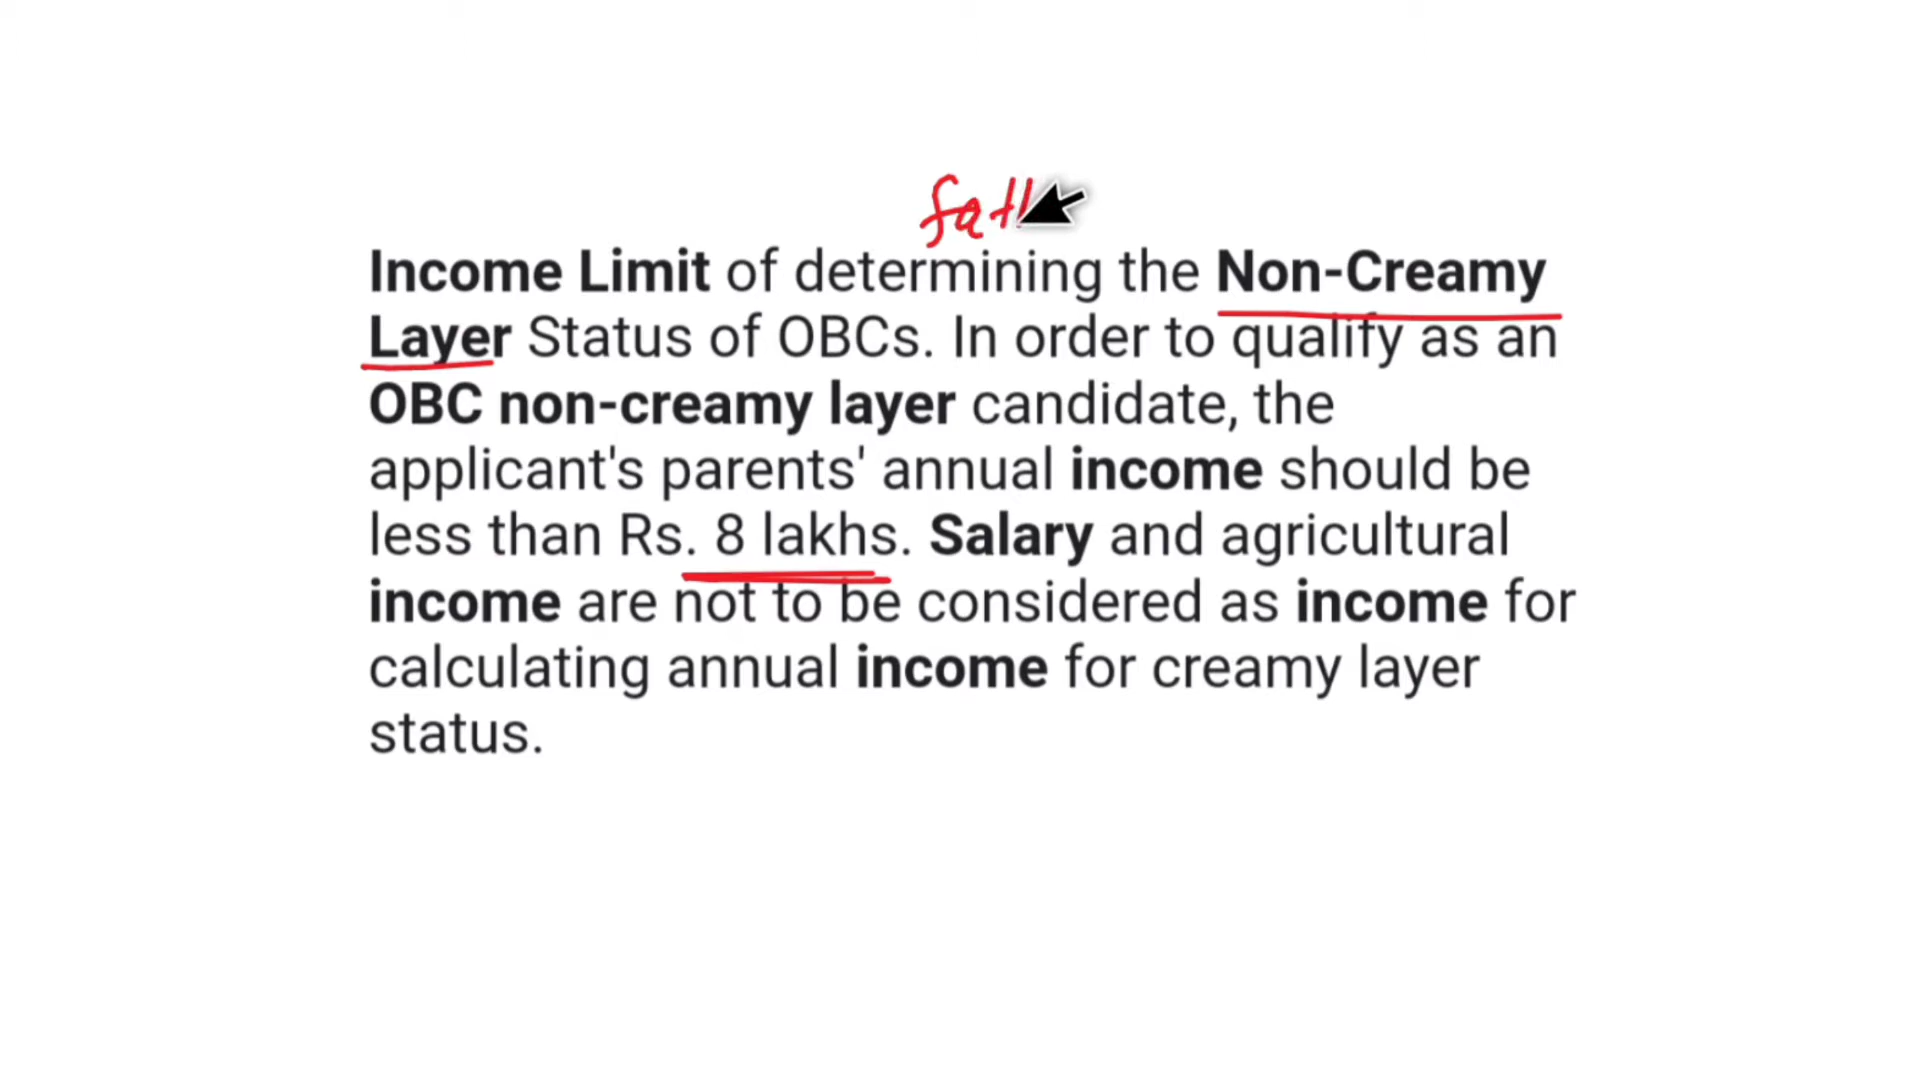 fath
Income Limit of determining the Non-Creamy
Layer Status of OBCs. In order to qualify as an
OBC non-creamy layer candidate, the
applicant's parents' annual income should be
less than Rs. 8 lakhs. Salary and agricultural
income are not to be considered as income for
calculating annual income for creamy layer
status.